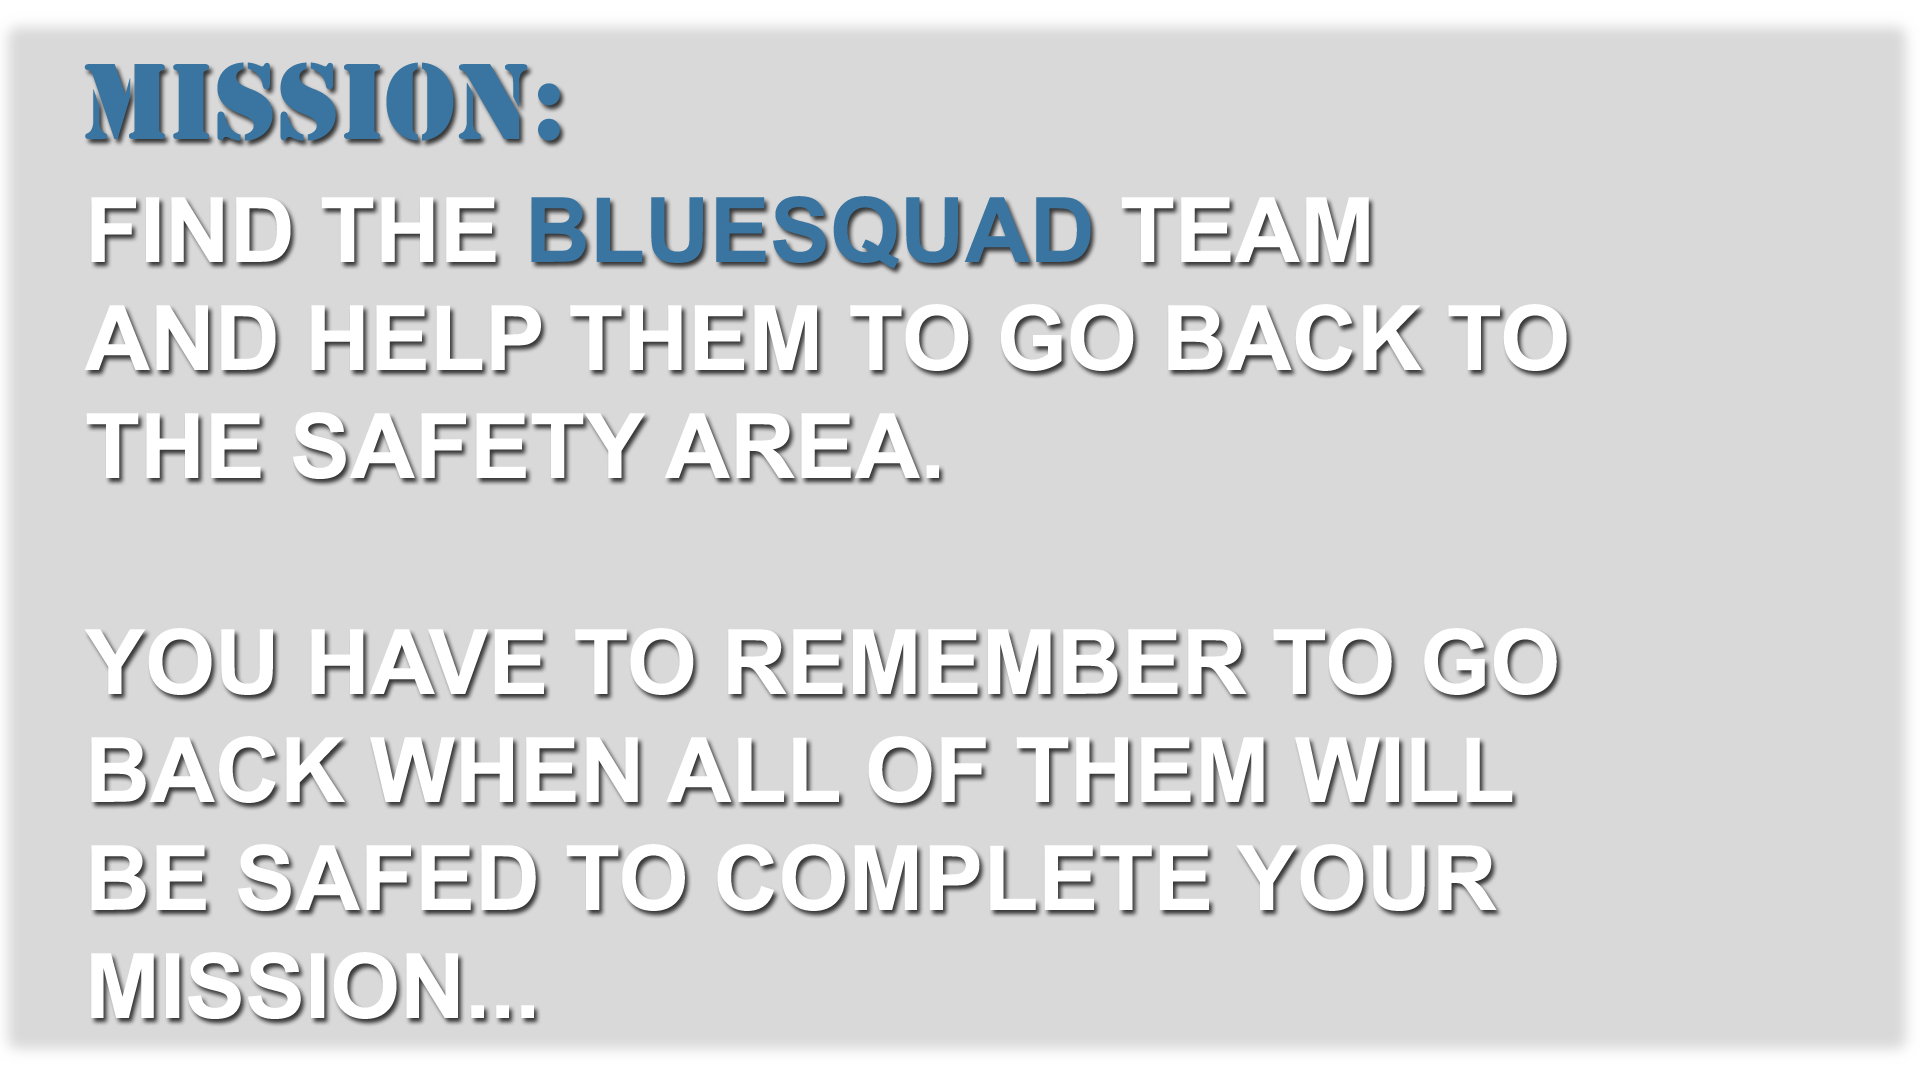 MISSION:
FIND THE BLUESQUAD TEAM
AND HELP THEM TO GO BACK TO
THE SAFETY AREA.
YOU HAVE TO REMEMBER TO GO
BACK WHEN ALL OF THEM WILL
BE SAFED TO COMPLETE YOUR
MISSION...